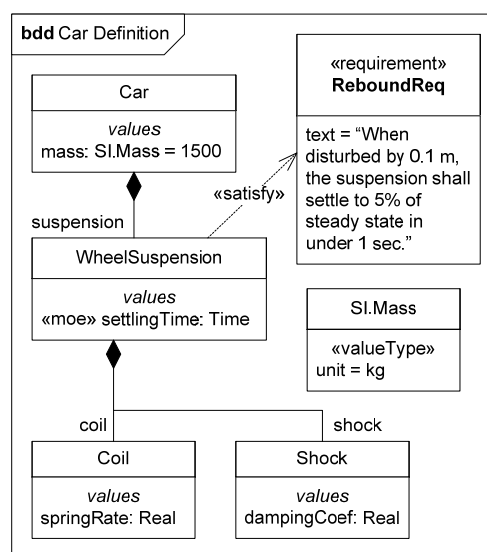 bdd Car Definition
Car
values
mass: SI.Mass = 1500
«requirement»
ReboundReq
text = “When
disturbed by 0.1 m,
the suspension shall
settle to 5% of
steady state in
under 1 sec.”
«satisfy»
suspension
WheelSuspension
values
«moe» settlingTime: Time
SI.Mass
«valueType»
unit = kg
coil
shock
Coil
values
springRate: Real
Shock
values
dampingCoef: Real